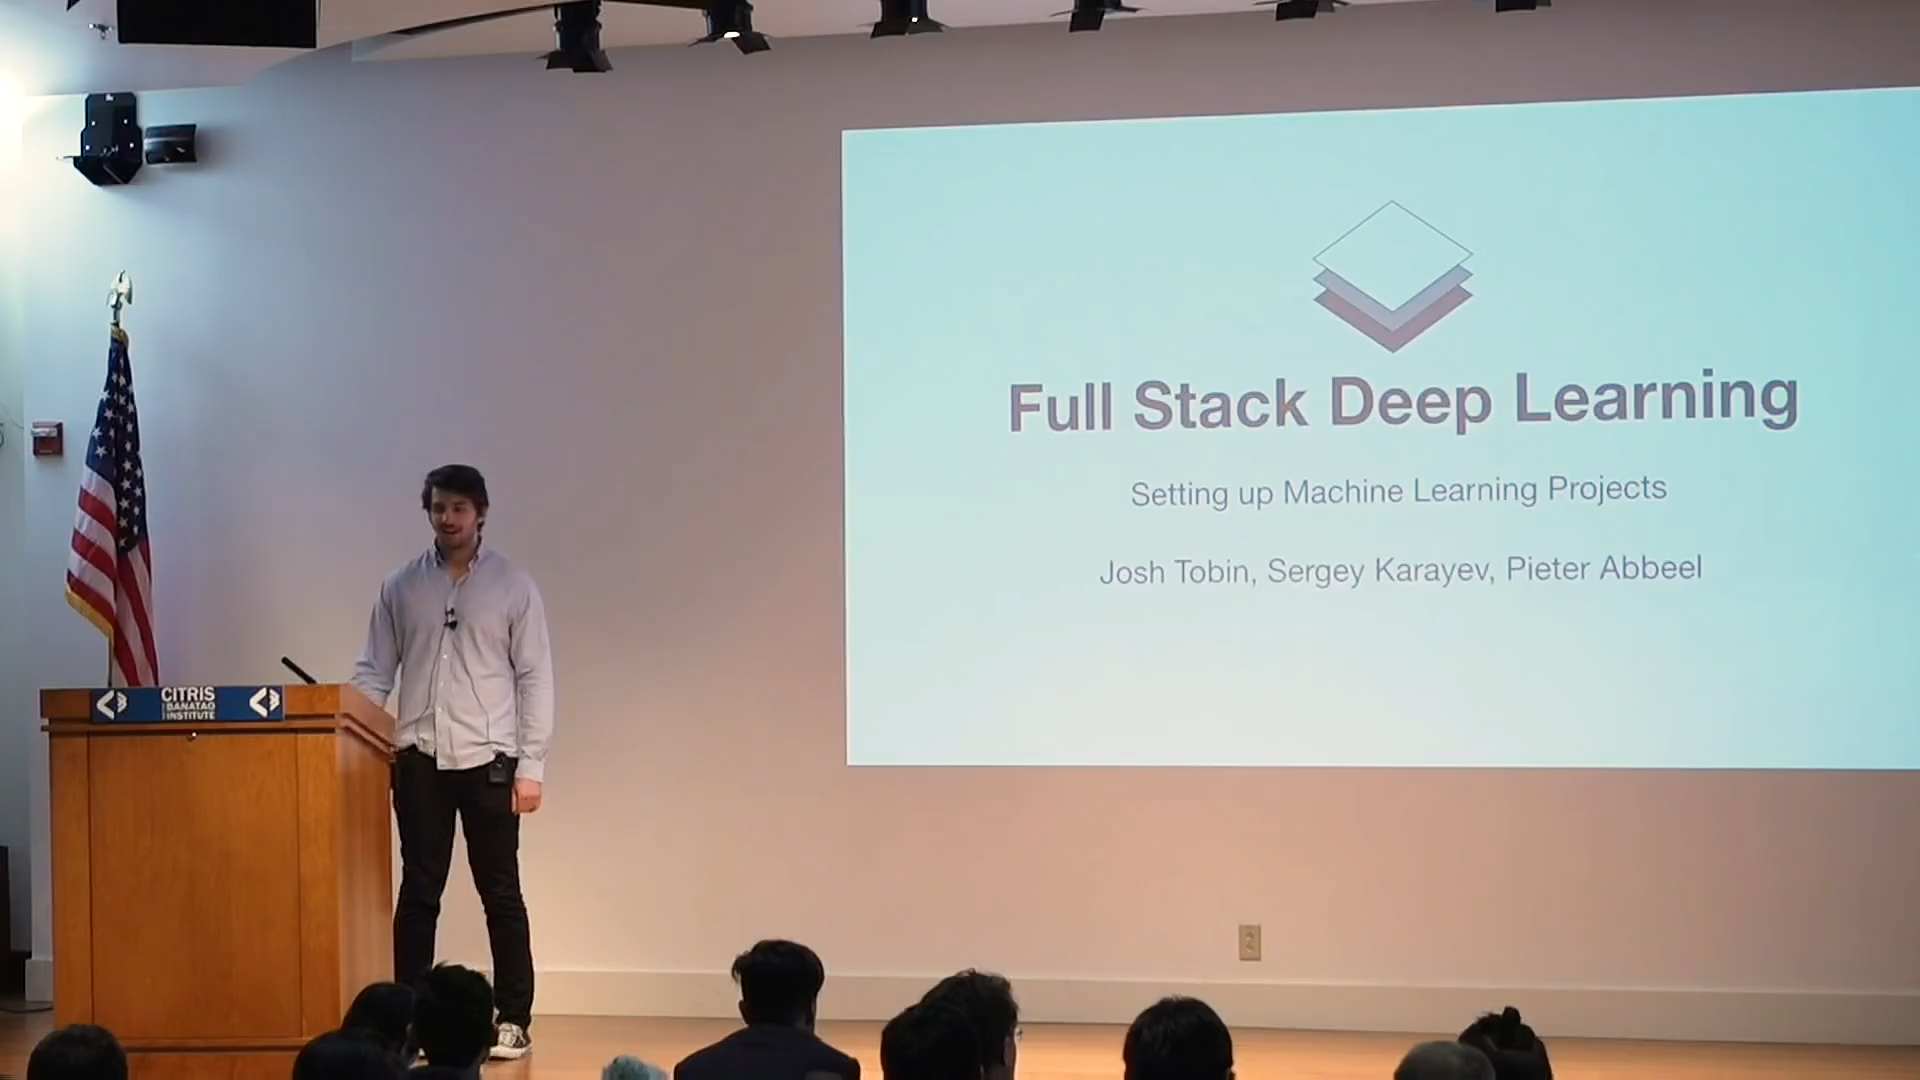 Full Stack Deep Learning
Setting up Machine Learning Projects
Josh Tobin, Sergey Karayev, Pieter Abbeel
CITRIS
BANATAO
INSTITUTE